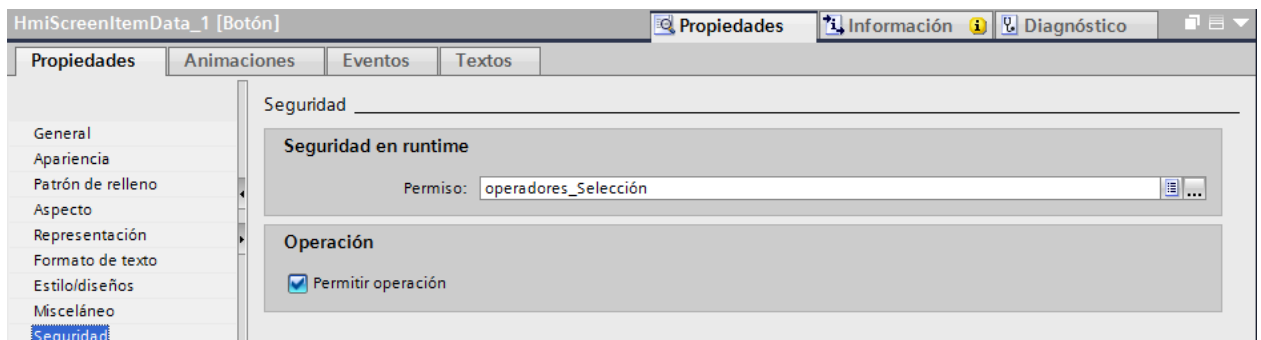 HmiScreenItemData_1 [Botón]
Propiedades Información Diagnóstico
Propiedades Animaciones Eventos Textos
General
Apariencia
Patrón de relleno
Aspecto
Representación
Formato de texto
Estilo/diseños
Misceláneo
Seguridad
Seguridad
Seguridad en runtime
Permiso: operadores_Selección ...
Operación
Permitir operación